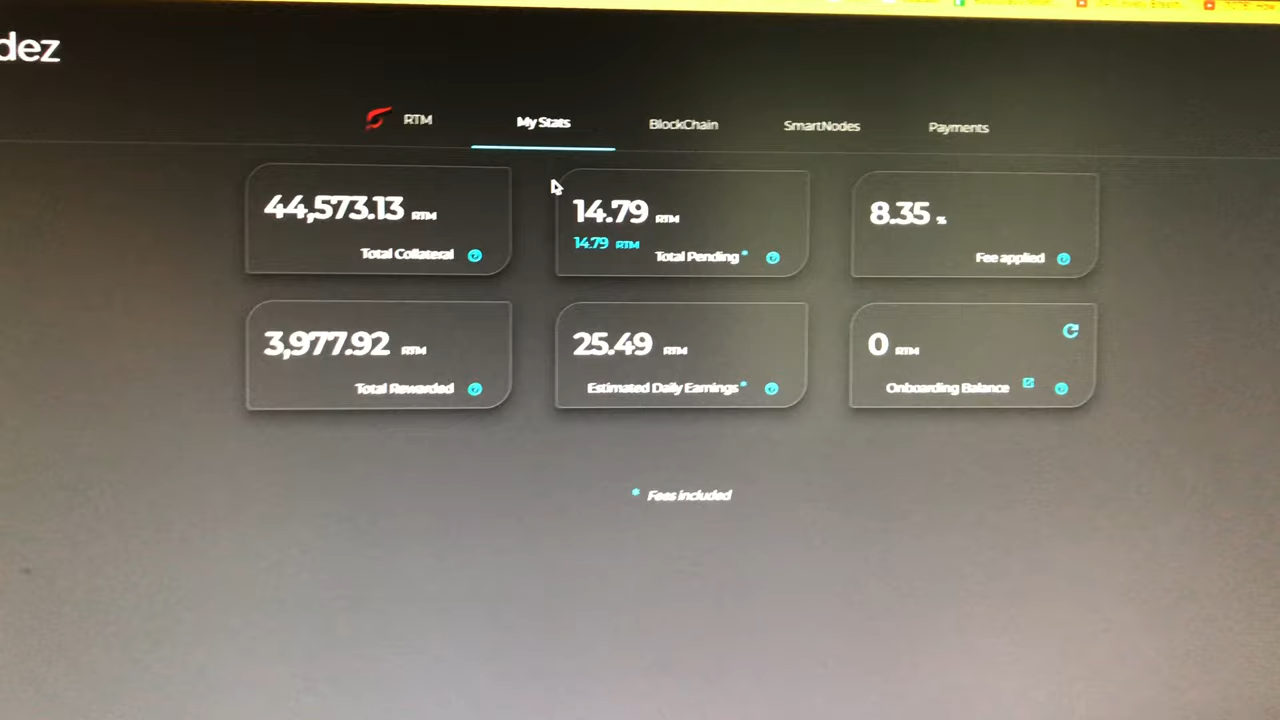 dez
RTM My Stats BlockChain SmartNodes Payments
44,573.13 RTM
Total Collateral
14.79 RTM
14.79 RTM
Total Pending *
8.35 %
Fee applied
3,977.92 RTM
Total Rewarded
25.49 RTM
Estimated Daily Earnings *
0 RTM
Onboarding Balance
* Fees included